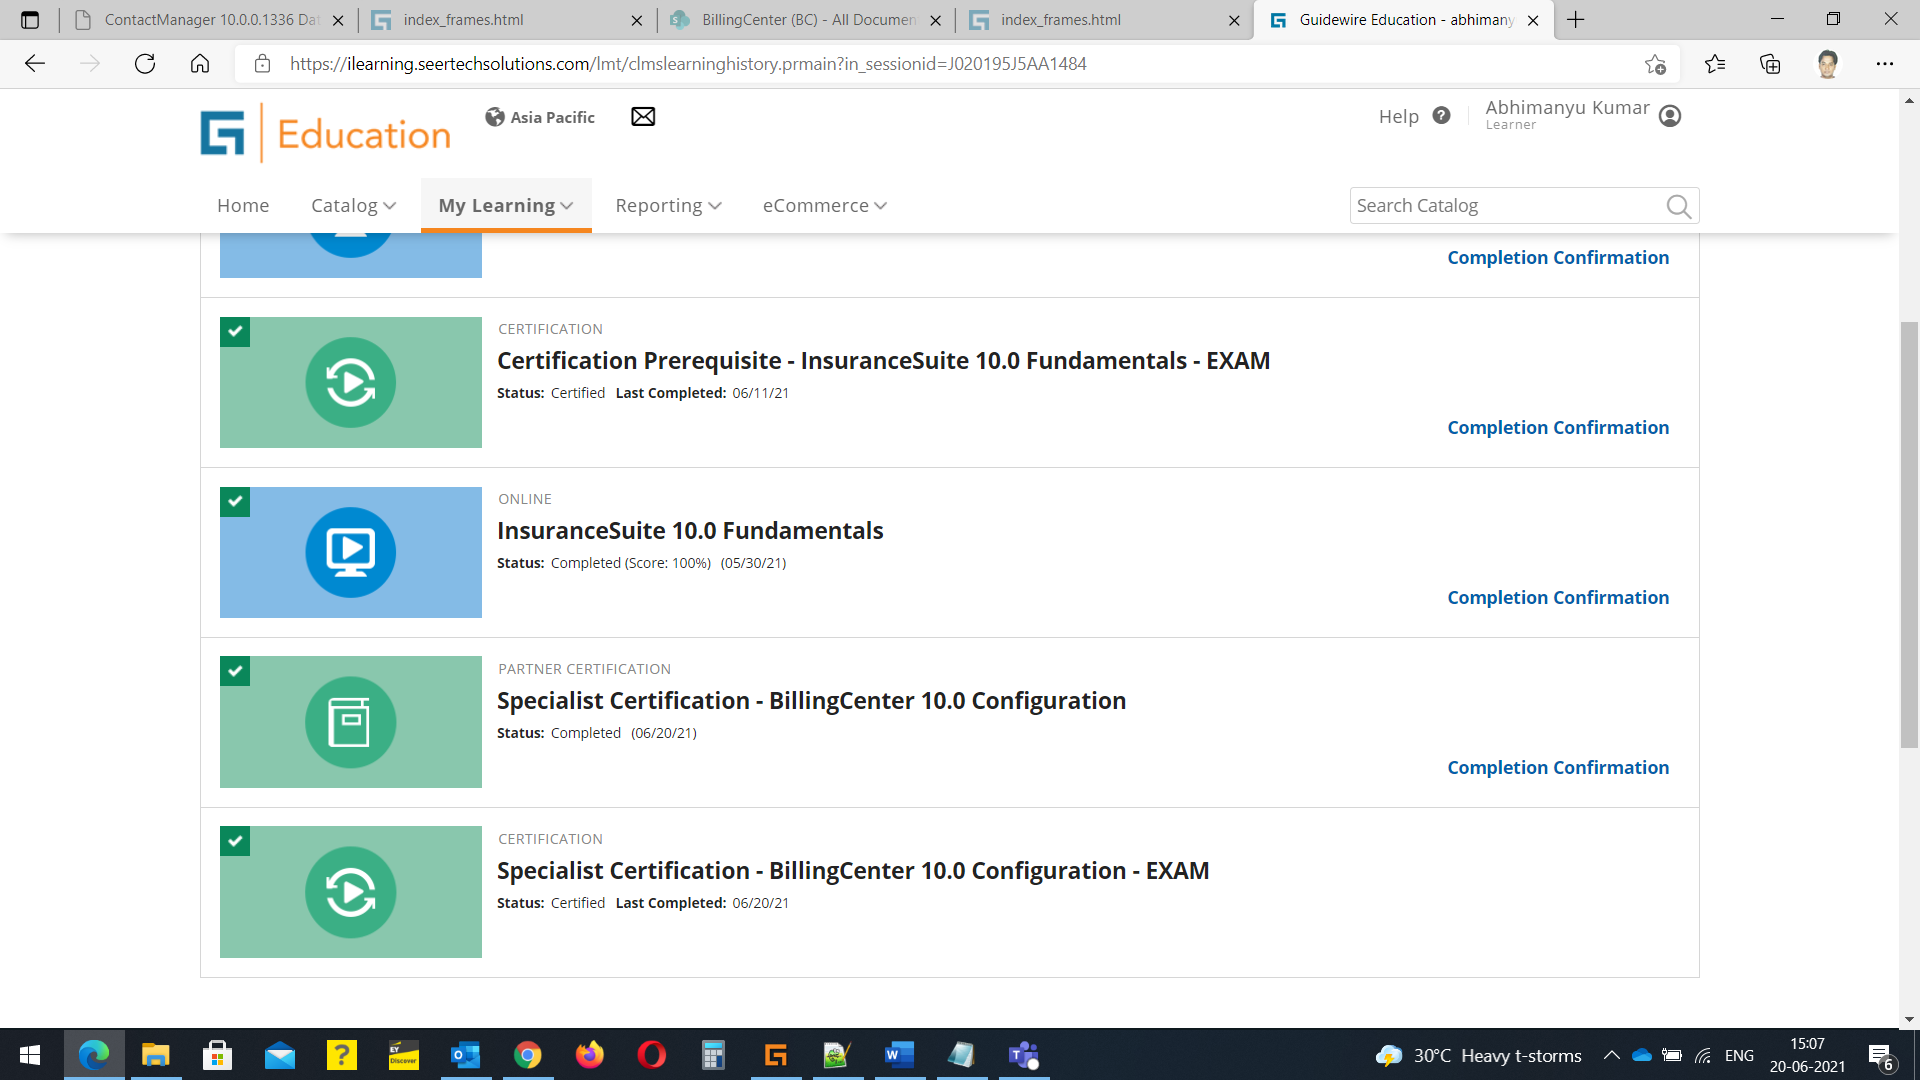 ContactManager 10.0.0.1336 Dat
index_frames.html
BillingCenter (BC) - All Documen
index_frames.html
Guidewire Education - abhimany
https://ilearning.seertechsolutions.com/lmt/clmslearninghistory.prmain?in_sessionid=J020195J5AA1484
Education
Asia Pacific
Help
Abhimanyu Kumar
Learner
Home
Catalog
My Learning
Reporting
eCommerce
Search Catalog
Completion Confirmation
CERTIFICATION
Certification Prerequisite - InsuranceSuite 10.0 Fundamentals - EXAM
Status: Certified Last Completed: 06/11/21
Completion Confirmation
ONLINE
InsuranceSuite 10.0 Fundamentals
Status: Completed (Score: 100%) (05/30/21)
Completion Confirmation
PARTNER CERTIFICATION
Specialist Certification - BillingCenter 10.0 Configuration
Status: Completed (06/20/21)
Completion Confirmation
CERTIFICATION
Specialist Certification - BillingCenter 10.0 Configuration - EXAM
Status: Certified Last Completed: 06/20/21
EY
Discover
30°C Heavy t-storms
ENG
15:07
20-06-2021
6